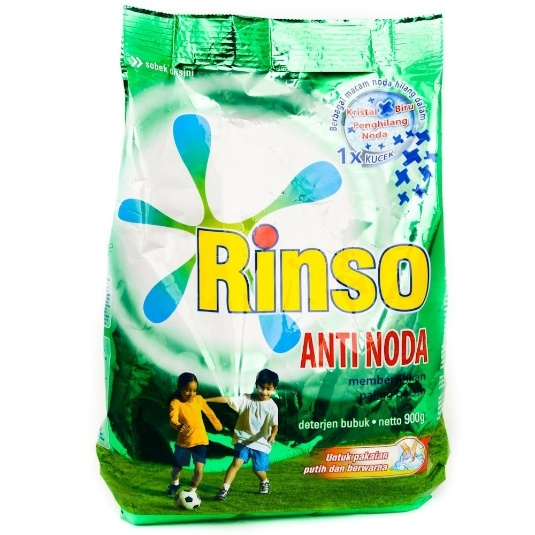 sobek disini
Berbagai macam noda hilang dalam
Kristal Biru
Penghilang
Noda
1x KUCEK
Rinso
ANTI NODA
deterjen bubuk • netto 900g
Untuk pakaian
putih dan berwarna